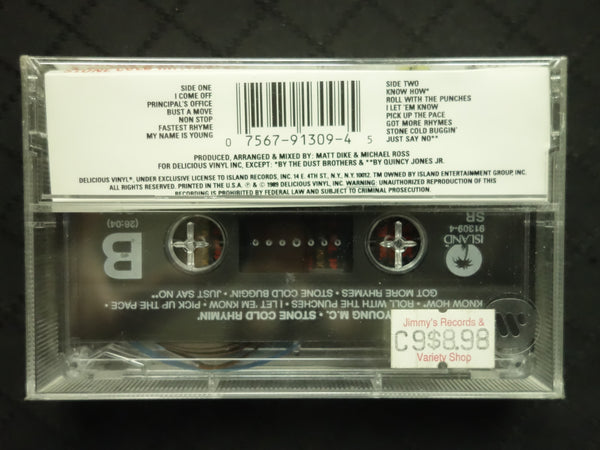 STONE COLD RHYMIN'
SIDE ONE
I COME OFF
PRINCIPAL'S OFFICE
BUST A MOVE
NON STOP
FASTEST RHYME
MY NAME IS YOUNG
0 7567-91309-4 5
SIDE TWO
KNOW HOW*
ROLL WITH THE PUNCHES
I LET 'EM KNOW
PICK UP THE PACE
GOT MORE RHYMES
STONE COLD BUGGIN'
JUST SAY NO**
PRODUCED, ARRANGED & MIXED BY: MATT DIKE & MICHAEL ROSS
FOR DELICIOUS VINYL INC, EXCEPT: *BY THE DUST BROTHERS & **BY QUINCY JONES JR.
DELICIOUS VINYL®, UNDER EXCLUSIVE LICENSE TO ISLAND RECORDS, INC. 14 E. 4TH ST., N.Y., N.Y. 10012. TM OWNED BY ISLAND ENTERTAINMENT GROUP, INC.
ALL RIGHTS RESERVED. PRINTED IN THE U.S.A. ℗ & © 1989 DELICIOUS VINYL, INC. WARNING: UNAUTHORIZED REPRODUCTION OF THIS
RECORDING IS PROHIBITED BY FEDERAL LAW AND SUBJECT TO CRIMINAL PROSECUTION.
YOUNG M.C. • STONE COLD RHYMIN'
KNOW HOW* • ROLL WITH THE PUNCHES • I LET 'EM KNOW • PICK UP THE PACE •
GOT MORE RHYMES • STONE COLD BUGGIN' • JUST SAY NO**
B
(26:04)
ISLAND
91309-4
SR
Jimmy's Records &
C9$8.98
Variety Shop